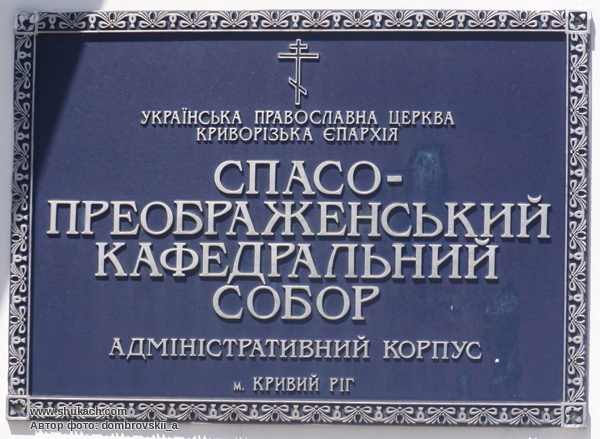 УКРАЇНСЬКА ПРАВОСЛАВНА ЦЕРКВА
КРИВОРІЗЬКА ЄПАРХІЯ
СПАСО-
ПРЕОБРАЖЕНСЬКИЙ
КАФЕДРАЛЬНИЙ
СОБОР
АДМІНІСТРАТИВНИЙ КОРПУС
м. КРИВИЙ РІГ
www.shukach.com
Автор фото: dombrovskii_a